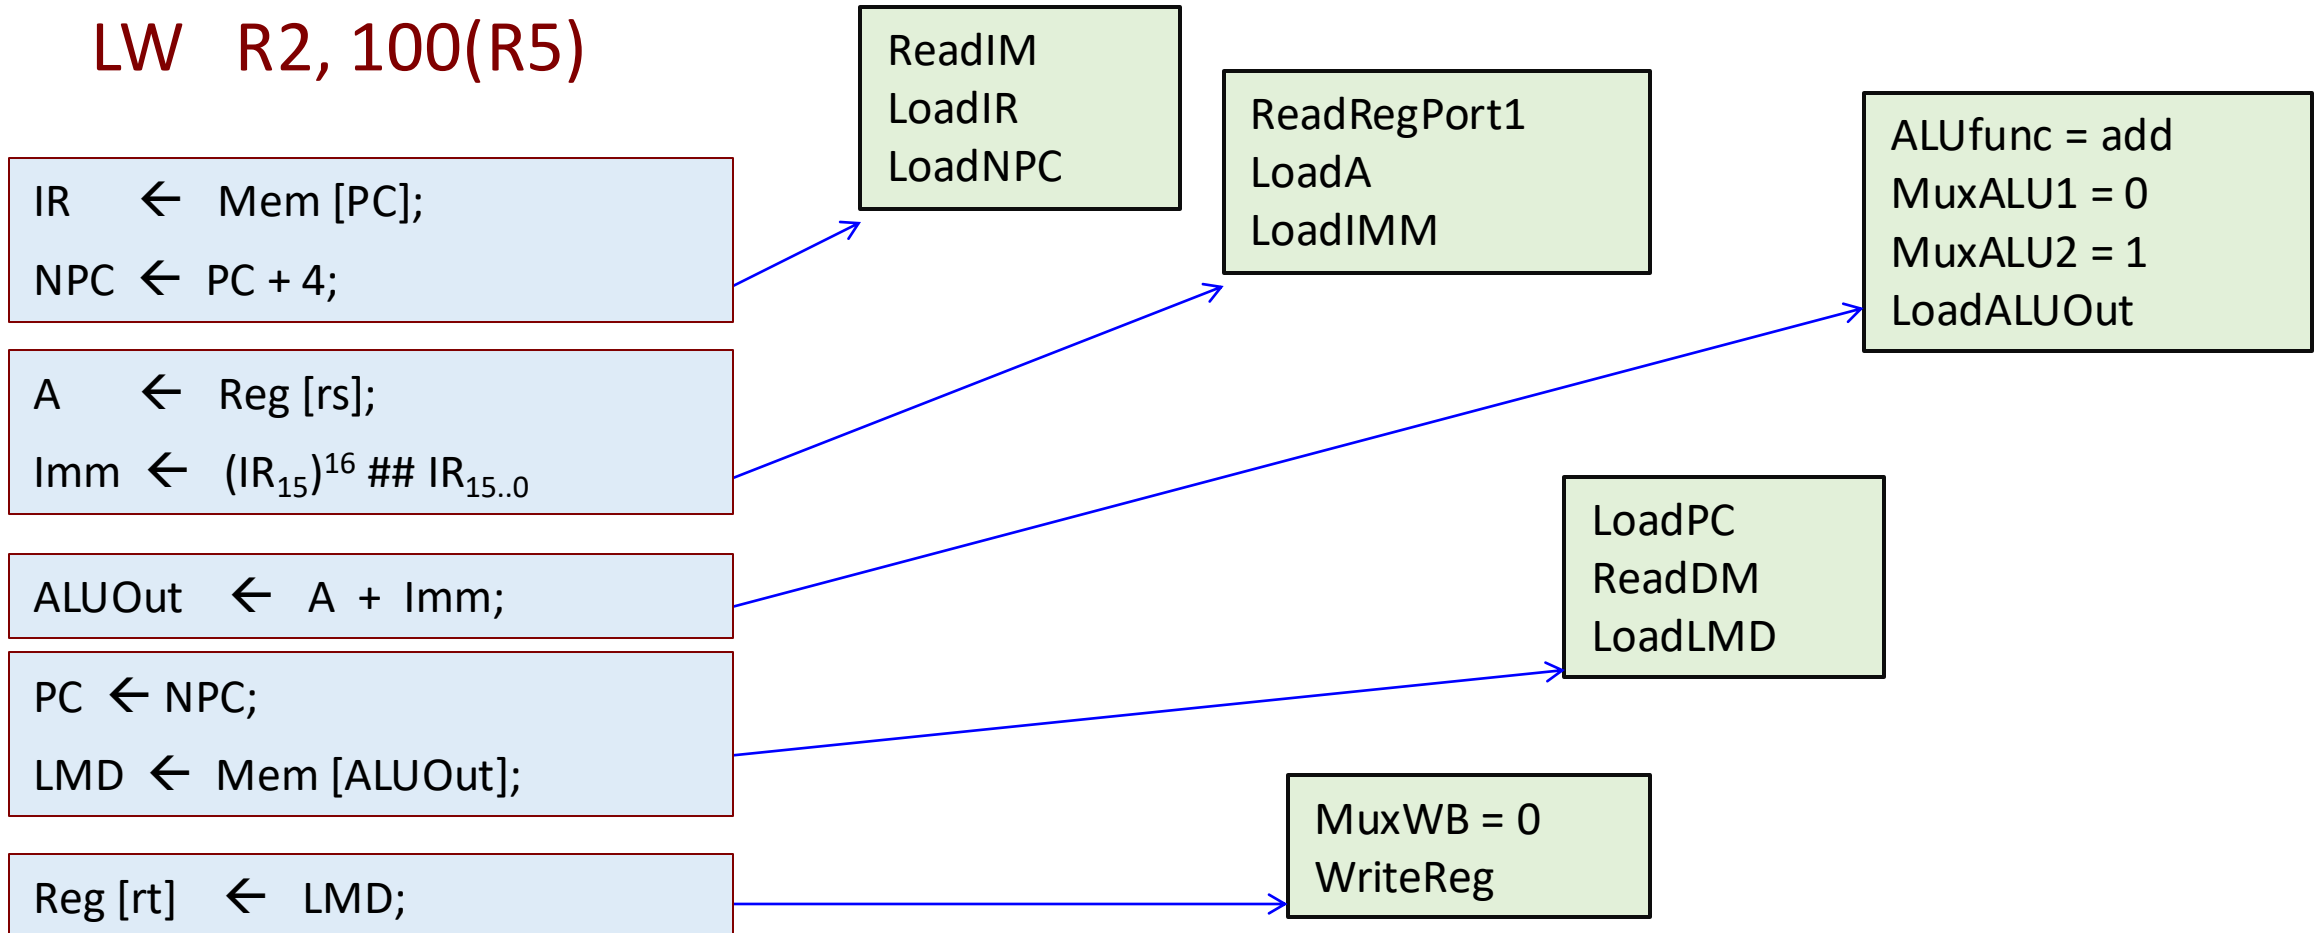 LW R2, 100(R5)
IR ← Mem [PC];
NPC ← PC + 4;
A ← Reg [rs];
Imm ← (IR₁₅)¹⁶ ## IR₁₅..₀
ALUOut ← A + Imm;
PC ← NPC;
LMD ← Mem [ALUOut];
Reg [rt] ← LMD;
ReadIM
LoadIR
LoadNPC
ReadRegPort1
LoadA
LoadIMM
ALUfunc = add
MuxALU1 = 0
MuxALU2 = 1
LoadALUOut
LoadPC
ReadDM
LoadLMD
MuxWB = 0
WriteReg